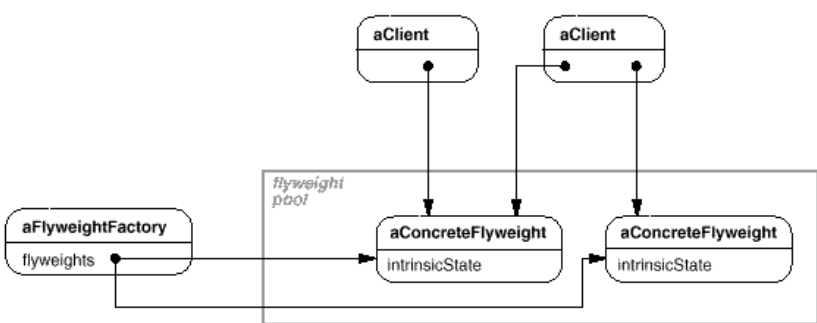 aClient
aClient
flyweight
pool
aFlyweightFactory
flyweights
aConcreteFlyweight
intrinsicState
aConcreteFlyweight
intrinsicState